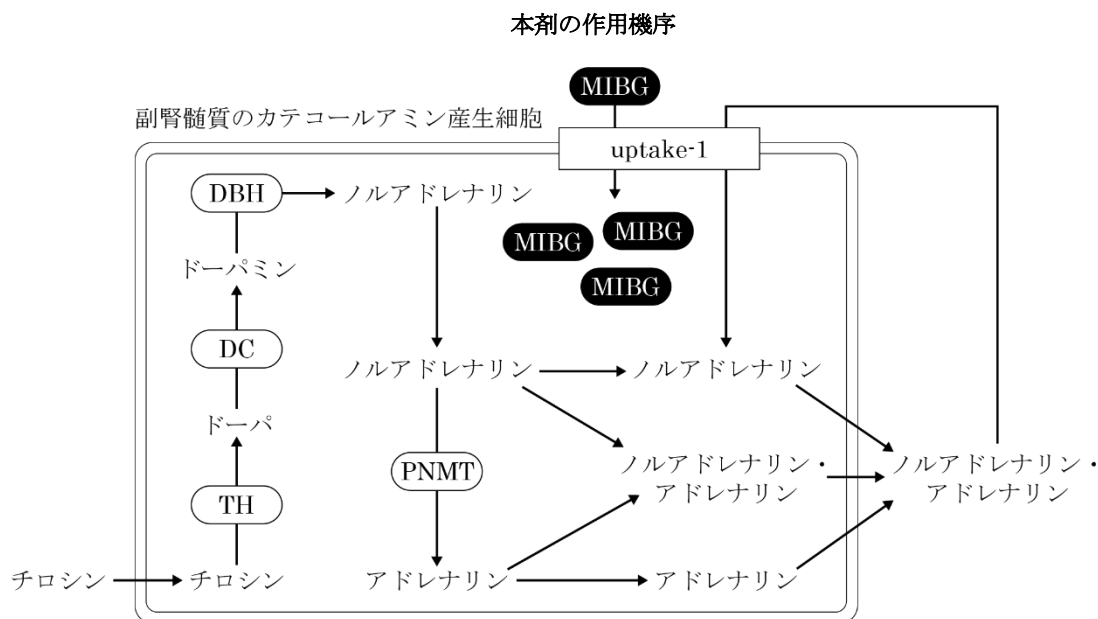 本剤の作用機序
MIBG
副腎髄質のカテコールアミン産生細胞
uptake-1
DBH
ノルアドレナリン
MIBG
MIBG
MIBG
ドーパミン
DC
ノルアドレナリン
ノルアドレナリン
ドーパ
PNMT
ノルアドレナリン・
アドレナリン
ノルアドレナリン・
アドレナリン
TH
チロシン
チロシン
アドレナリン
アドレナリン